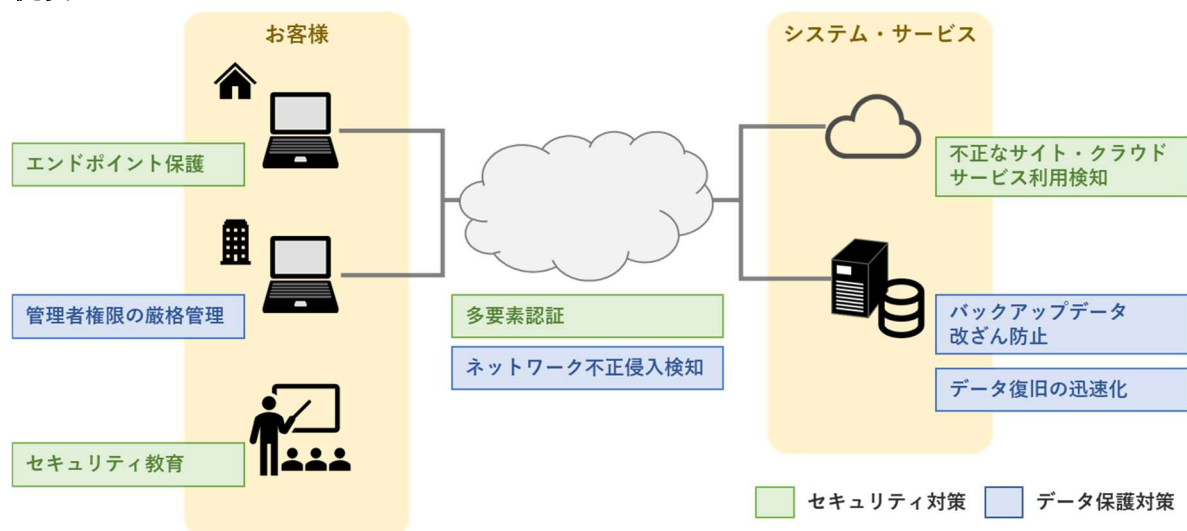 お客様
システム・サービス
エンドポイント保護
不正なサイト・クラウド
サービス利用検知
管理者権限の厳格管理
多要素認証
ネットワーク不正侵入検知
バックアップデータ
改ざん防止
データ復旧の迅速化
セキュリティ教育
セキュリティ対策
データ保護対策